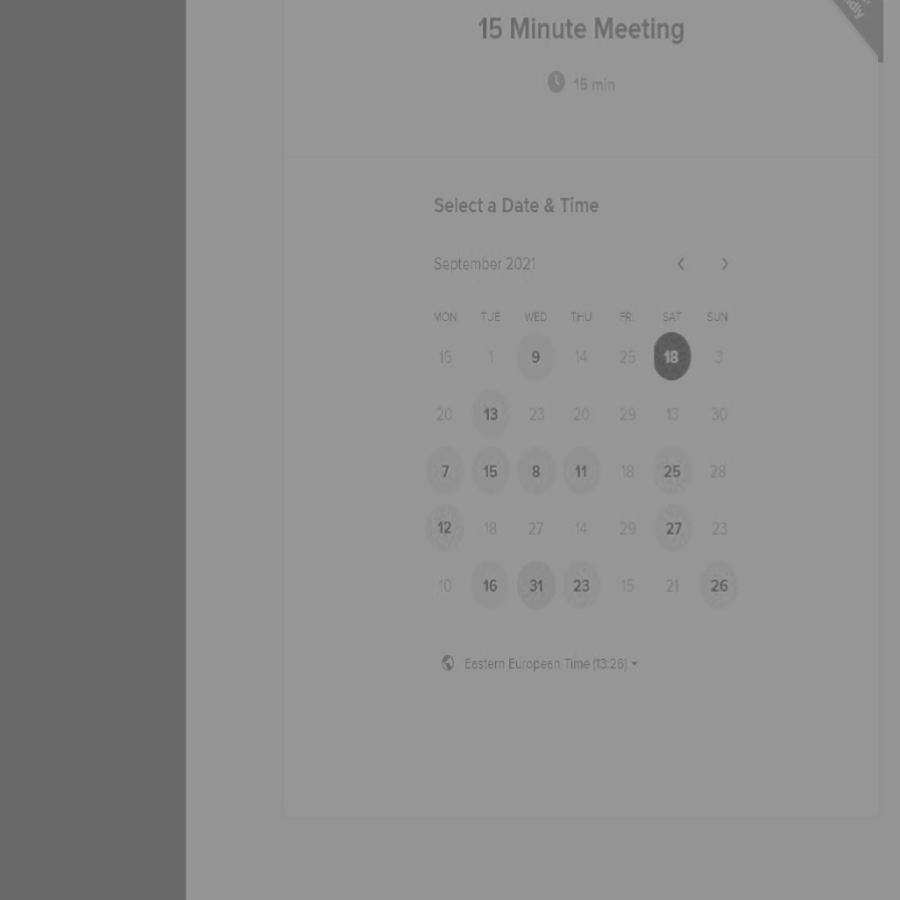 ndly
15 Minute Meeting
15 min
Select a Date & Time
September 2021
MON TUE WED THU FRI SAT SUN
15 1 9 14 25 18 3
20 13 23 20 29 13 30
7 15 8 11 18 25 28
12 18 27 14 29 27 23
10 16 31 23 15 21 26
Eastern European Time (13:26)